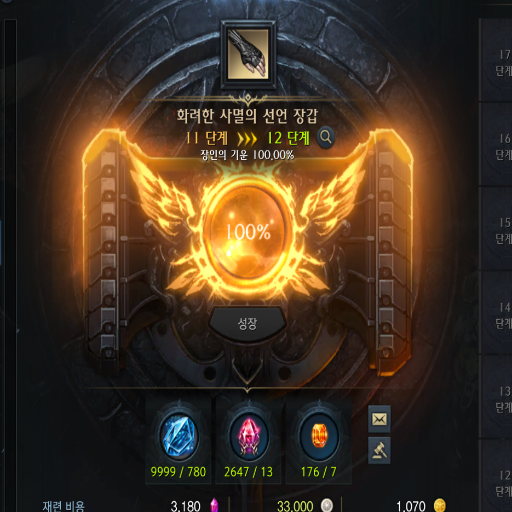 화려한 사멸의 선언 장갑
11 단계 》》》 12 단계
장인의 기운 100.00%
100%
성장
9999 / 780
2647 / 13
176 / 7
재련 비용
3,180
33,000
1,070
17
단계
16
단계
15
단계
14
단계
13
단계
12
단계